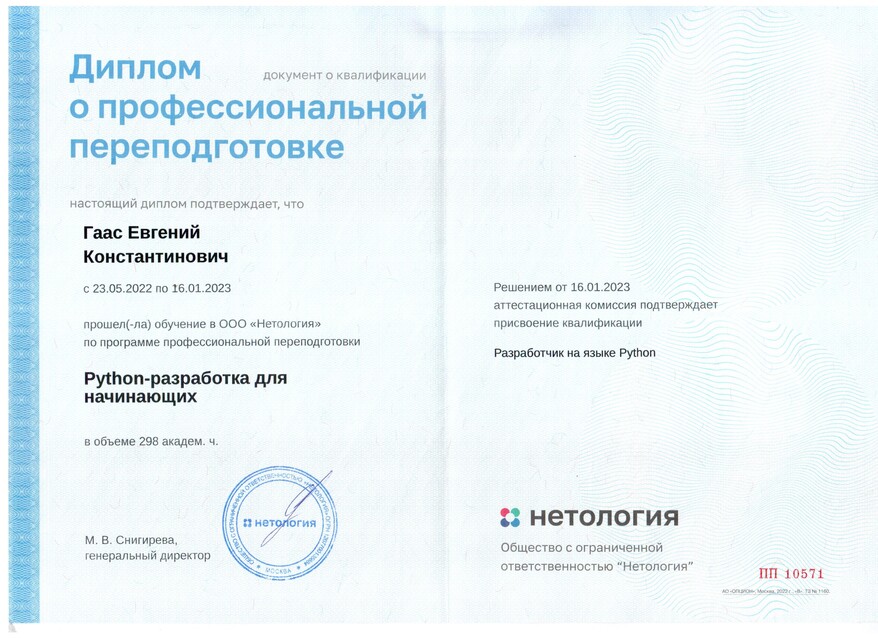 Диплом
документ о квалификации
о профессиональной
переподготовке
настоящий диплом подтверждает, что
Гаас Евгений
Константинович
с 23.05.2022 по 16.01.2023
прошел(-ла) обучение в ООО «Нетология»
по программе профессиональной переподготовки
Python-разработка для
начинающих
в объеме 298 академ. ч.
М. В. Снигирева,
генеральный директор
нетология
МОСКВА
Решением от 16.01.2023
аттестационная комиссия подтверждает
присвоение квалификации
Разработчик на языке Python
нетология
Общество с ограниченной
ответственностью “Нетология”
ПП 10571